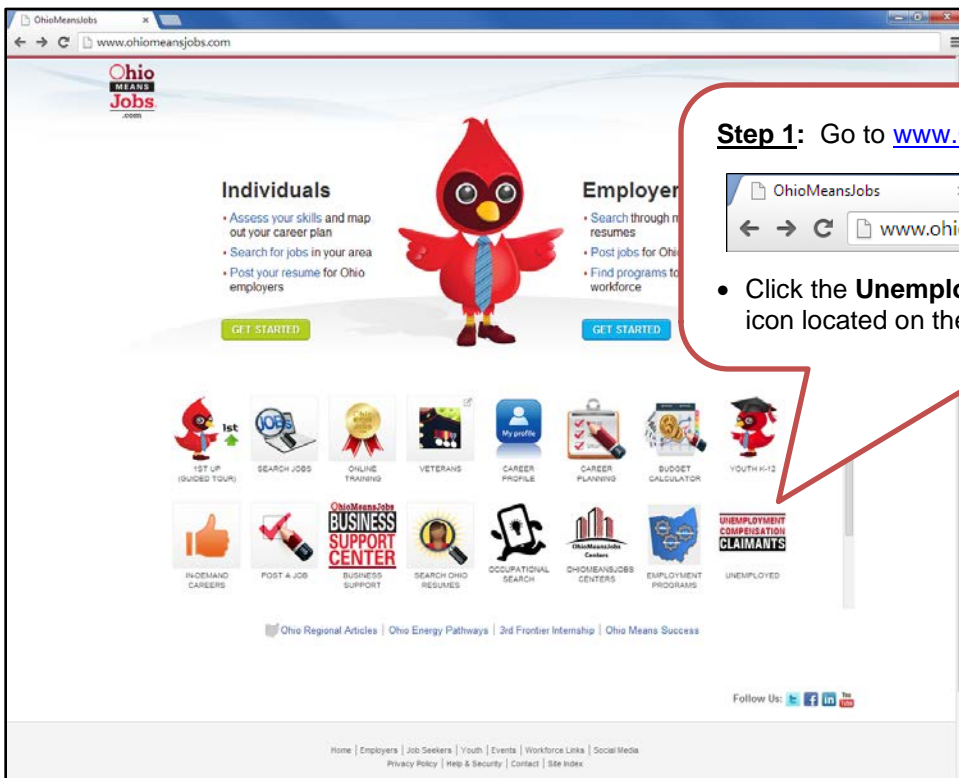 OhioMeansJobs
www.ohiomeansjobs.com
Ohio
MEANS
Jobs
.com
Individuals
• Assess your skills and map
out your career plan
• Search for jobs in your area
• Post your resume for Ohio
employers
GET STARTED
Employer
• Search through
resumes
• Post jobs for
• Find programs to
workforce
GET STARTED
Step 1: Go to www.
OhioMeansJobs
www.ohi
• Click the Unemplo
icon located on the
1st
JOBS
My profile
1ST UP
(GUIDED TOUR)
SEARCH JOBS
ONLINE
TRAINING
VETERANS
CAREER
PROFILE
CAREER
PLANNING
BUDGET
CALCULATOR
YOUTH K-12
OhioMeansJobs
BUSINESS
SUPPORT
CENTER
OhioMeansJobs
Centers
UNEMPLOYMENT
COMPENSATION
CLAIMANTS
IN-DEMAND
CAREERS
POST A JOB
BUSINESS
SUPPORT
SEARCH OHIO
RESUMES
OCCUPATIONAL
SEARCH
OHIOMEANSJOBS
CENTERS
EMPLOYMENT
PROGRAMS
UNEMPLOYED
Ohio Regional Articles | Ohio Energy Pathways | 3rd Frontier Internship | Ohio Means Success
Follow Us: You Tube
Home | Employers | Job Seekers | Youth | Events | Workforce Links | Social Media
Privacy Policy | Help & Security | Contact | Site Index